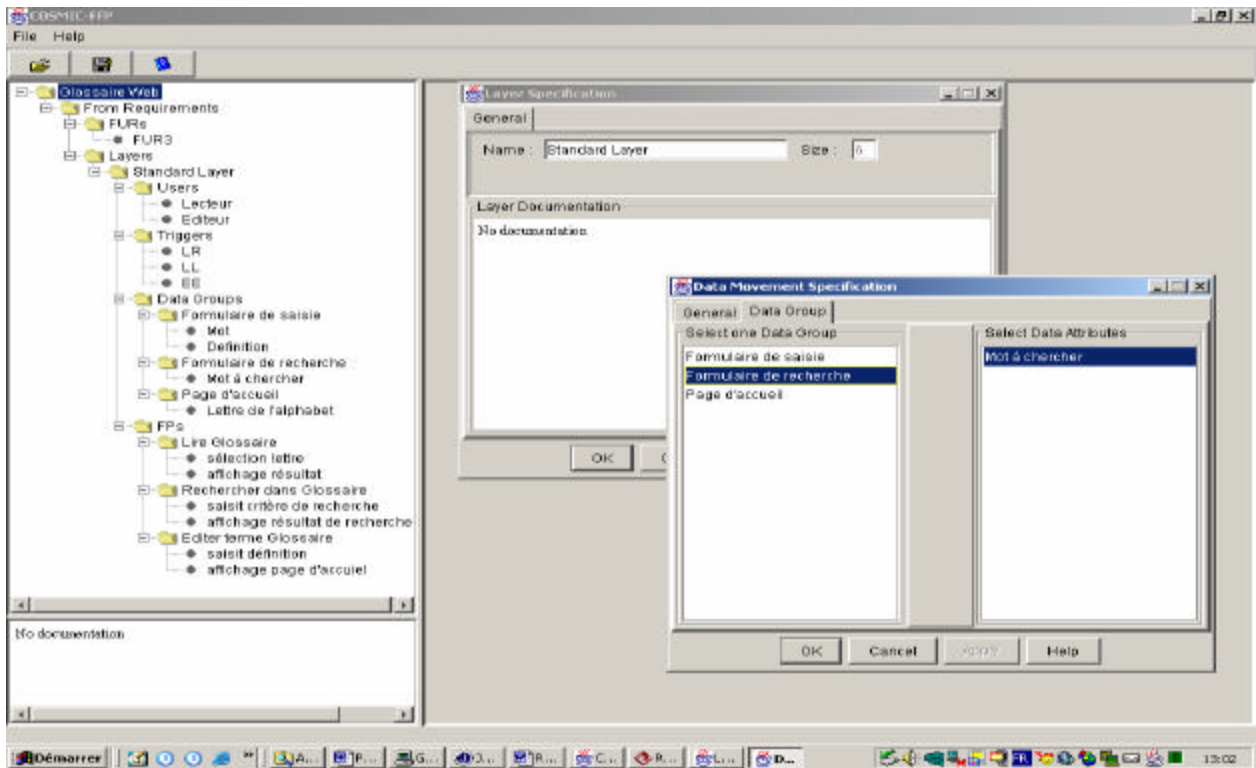 COSMIC-FFP
File Help
Glossaire Web
From Requirements
FURs
FUR3
Layers
Standard Layer
Users
Lecteur
Editeur
Triggers
LR
LL
EE
Data Groups
Formulaire de saisie
Mot
Definition
Formulaire de recherche
Mot à chercher
Page d'accueil
Lettre de l'alphabet
FPs
Lire Glossaire
sélection lettre
affichage résultat
Rechercher dans Glossaire
saisit critère de recherche
affichage résultat de recherche
Editer terme Glossaire
saisit définition
affichage page d'accuiel
No documentation
Layer Specification
General
Name : Standard Layer Size : 6
Layer Documentation
No documentation
OK
Data Movement Specification
General Data Group
Select one Data Group
Formulaire de saisie
Formulaire de recherche
Page d'accueil
Select Data Attributes
Mot à chercher
OK Cancel Apply Help
Démarrer A... R... G... R... C... R... L... D... FR 13:02